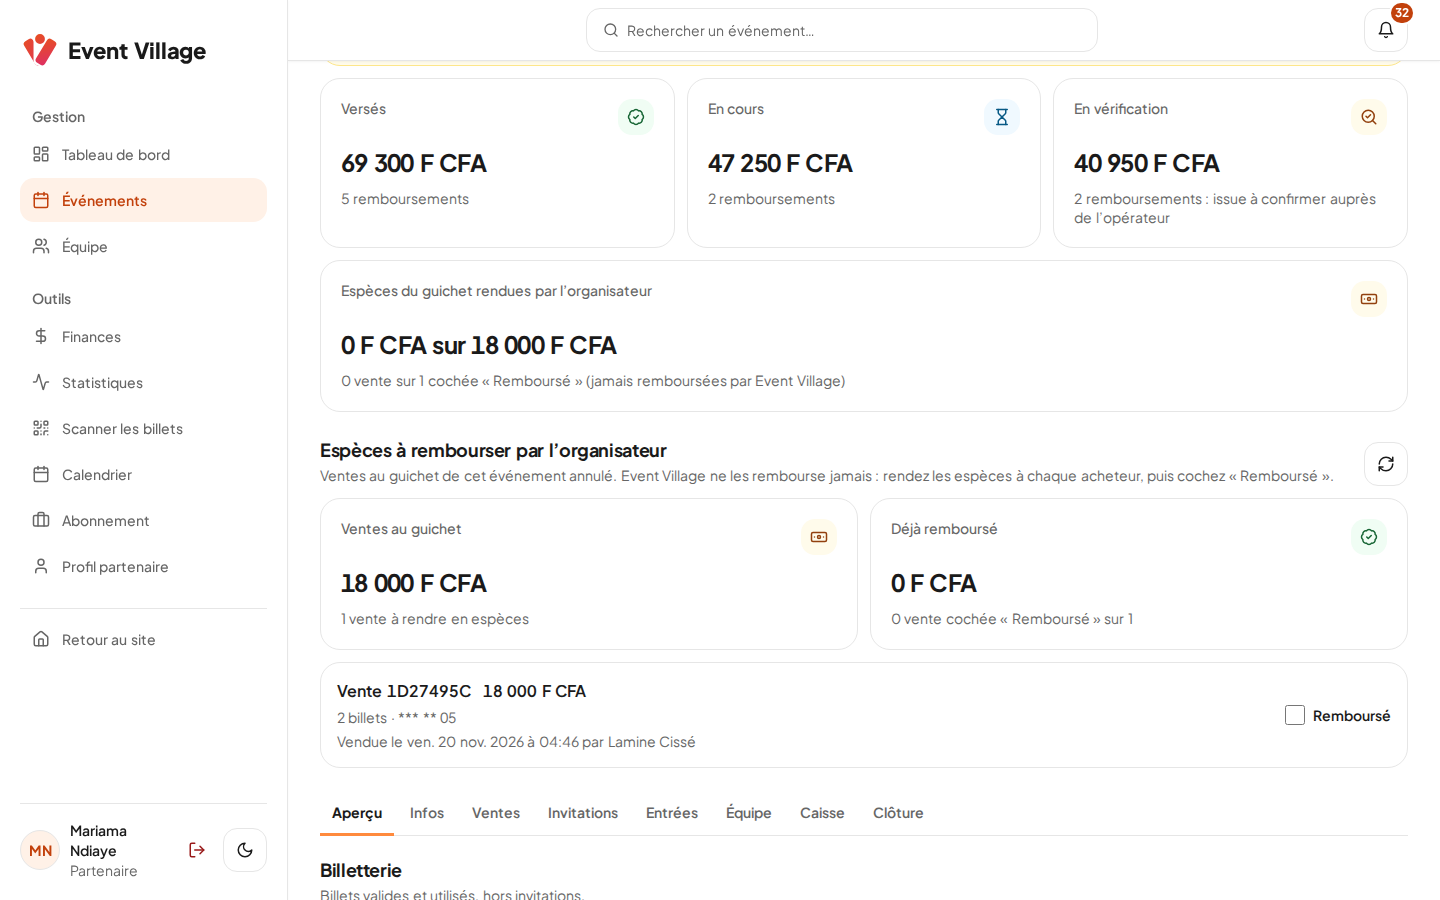 Event Village
Rechercher un événement…
32
Gestion
Tableau de bord
Événements
Équipe
Outils
Finances
Statistiques
Scanner les billets
Calendrier
Abonnement
Profil partenaire
Retour au site
MN
Mariama
Ndiaye
Partenaire
Versés
69 300 F CFA
5 remboursements
En cours
47 250 F CFA
2 remboursements
En vérification
40 950 F CFA
2 remboursements : issue à confirmer auprès
de l’opérateur
Espèces du guichet rendues par l’organisateur
0 F CFA sur 18 000 F CFA
0 vente sur 1 cochée « Remboursé » (jamais remboursées par Event Village)
Espèces à rembourser par l’organisateur
Ventes au guichet de cet événement annulé. Event Village ne les rembourse jamais : rendez les espèces à chaque acheteur, puis cochez « Remboursé ».
Ventes au guichet
18 000 F CFA
1 vente à rendre en espèces
Déjà remboursé
0 F CFA
0 vente cochée « Remboursé » sur 1
Vente 1D27495C 18 000 F CFA
2 billets · *** ** 05
Vendue le ven. 20 nov. 2026 à 04:46 par Lamine Cissé
Remboursé
Aperçu Infos Ventes Invitations Entrées Équipe Caisse Clôture
Billetterie
Billets valides et utilisés, hors invitations.